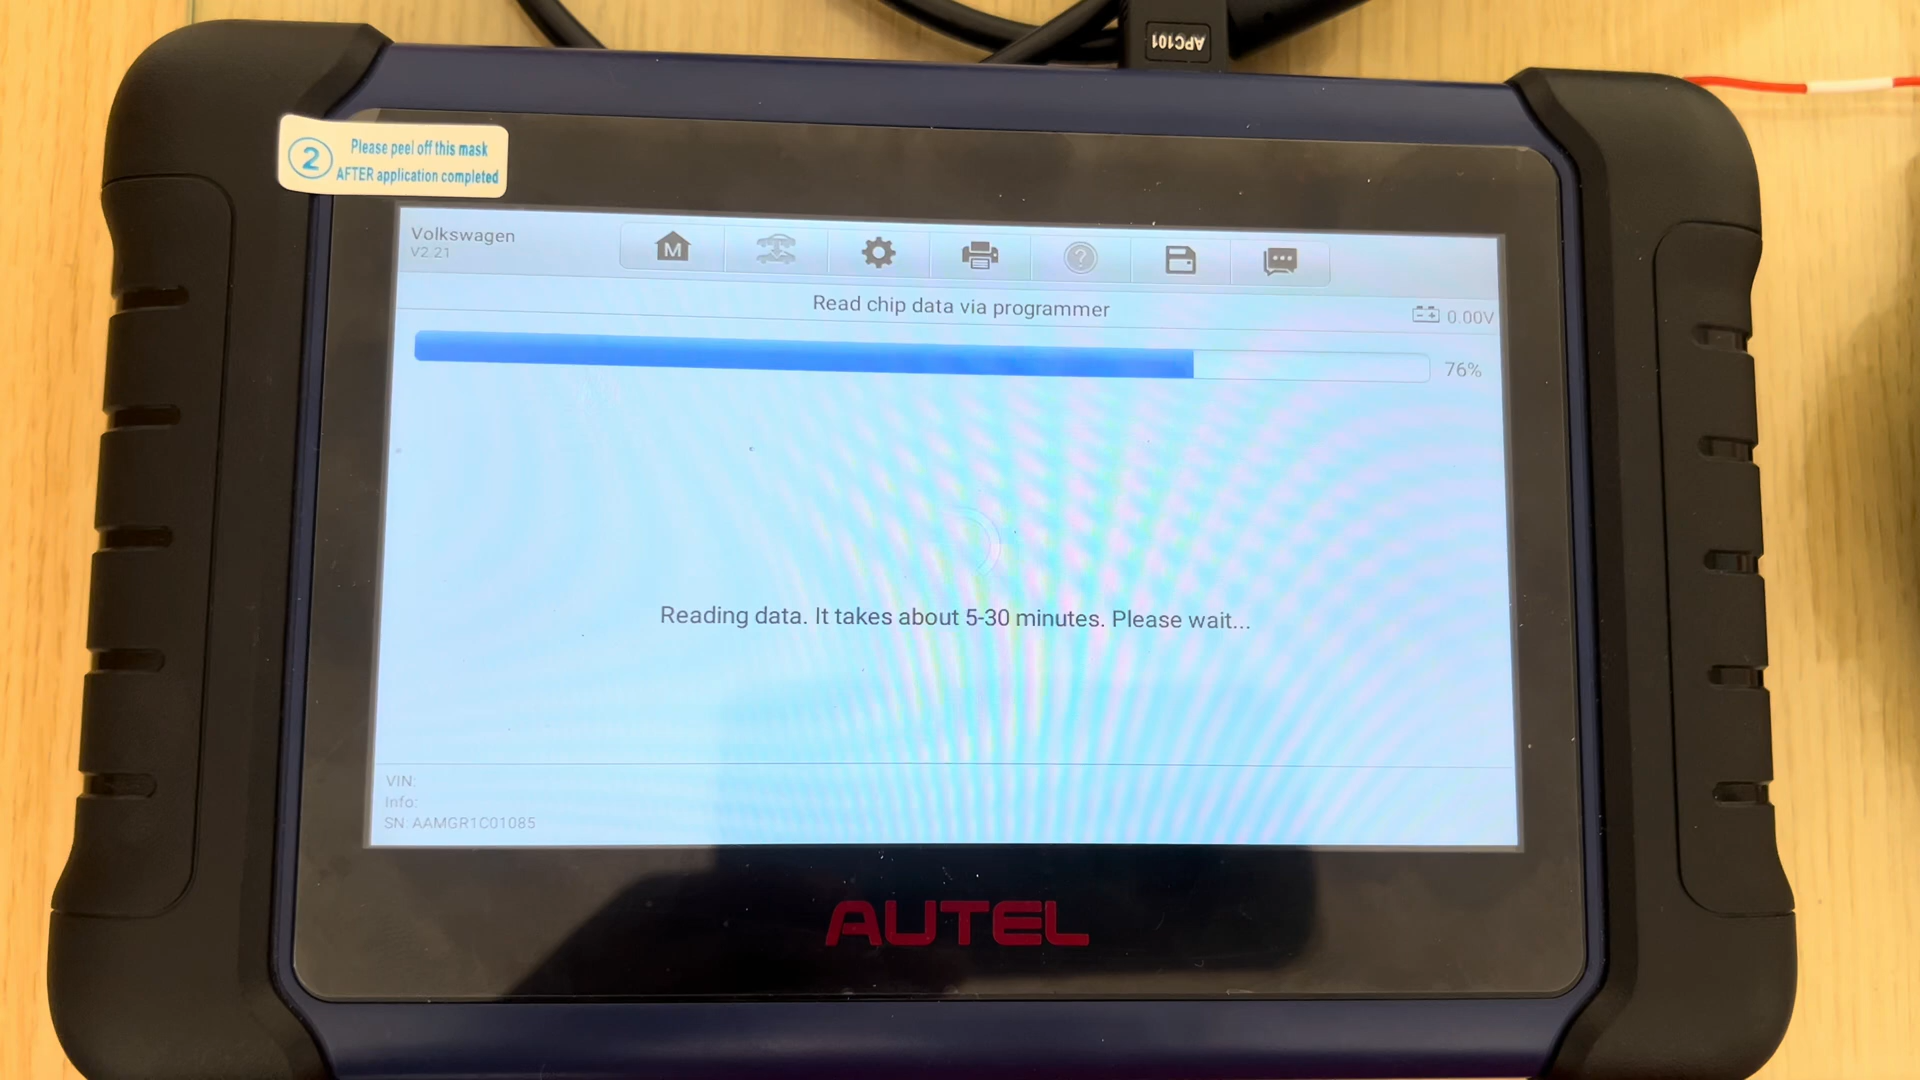 APC101
2
Please peel off this mask
AFTER application completed
Volkswagen
V2.21
M
?
Read chip data via programmer
0.00V
76%
Reading data. It takes about 5-30 minutes. Please wait...
VIN:
Info:
SN: AAMGR1C01085
AUTEL